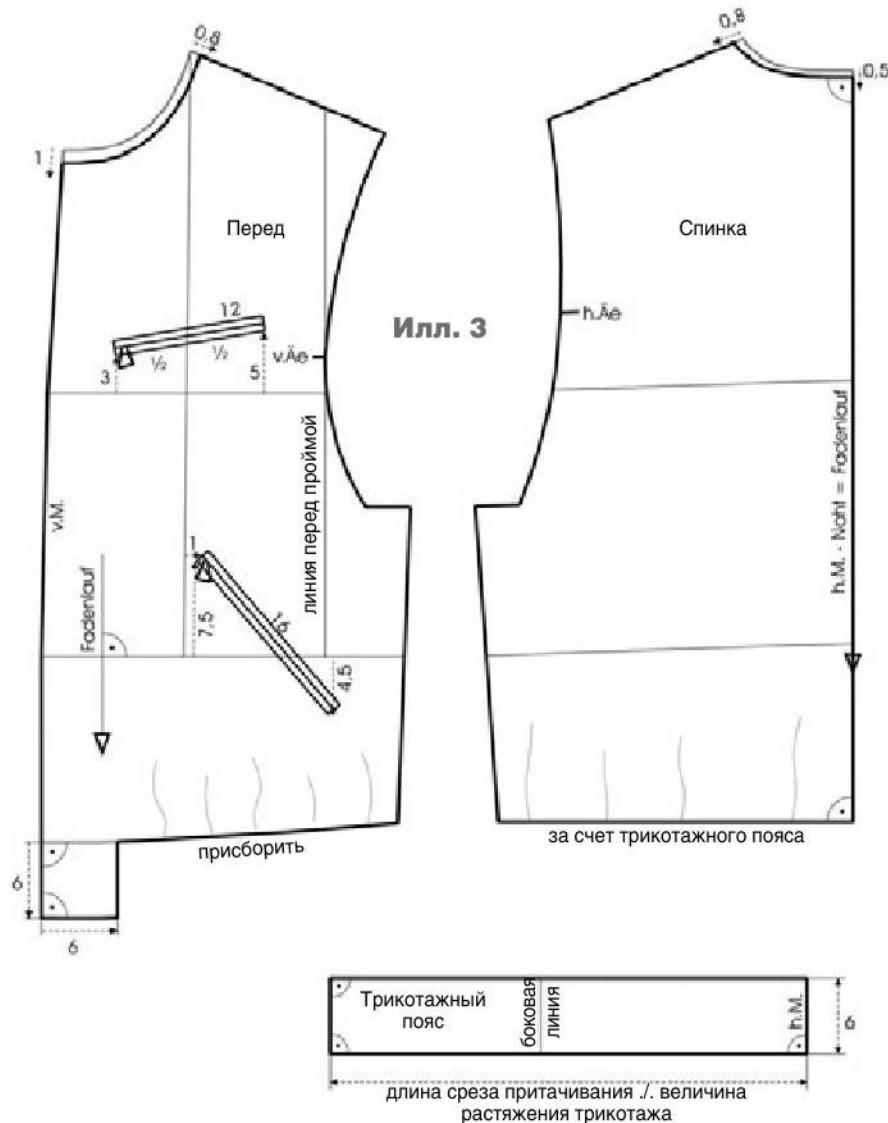 0,8
1
Перед
12
½
½
3
5
v.Äe
v.M.
линия перед проймой
Fadenlauf
1
7,5
16
4,5
присборить
6
6
Илл. 3
0,8
0,5
Спинка
h.Äe
h.M. - Naht = Fadenlauf
за счет трикотажного пояса
Трикотажный
пояс
боковая
линия
h.M.
6
длина среза притачивания ./. величина
растяжения трикотажа